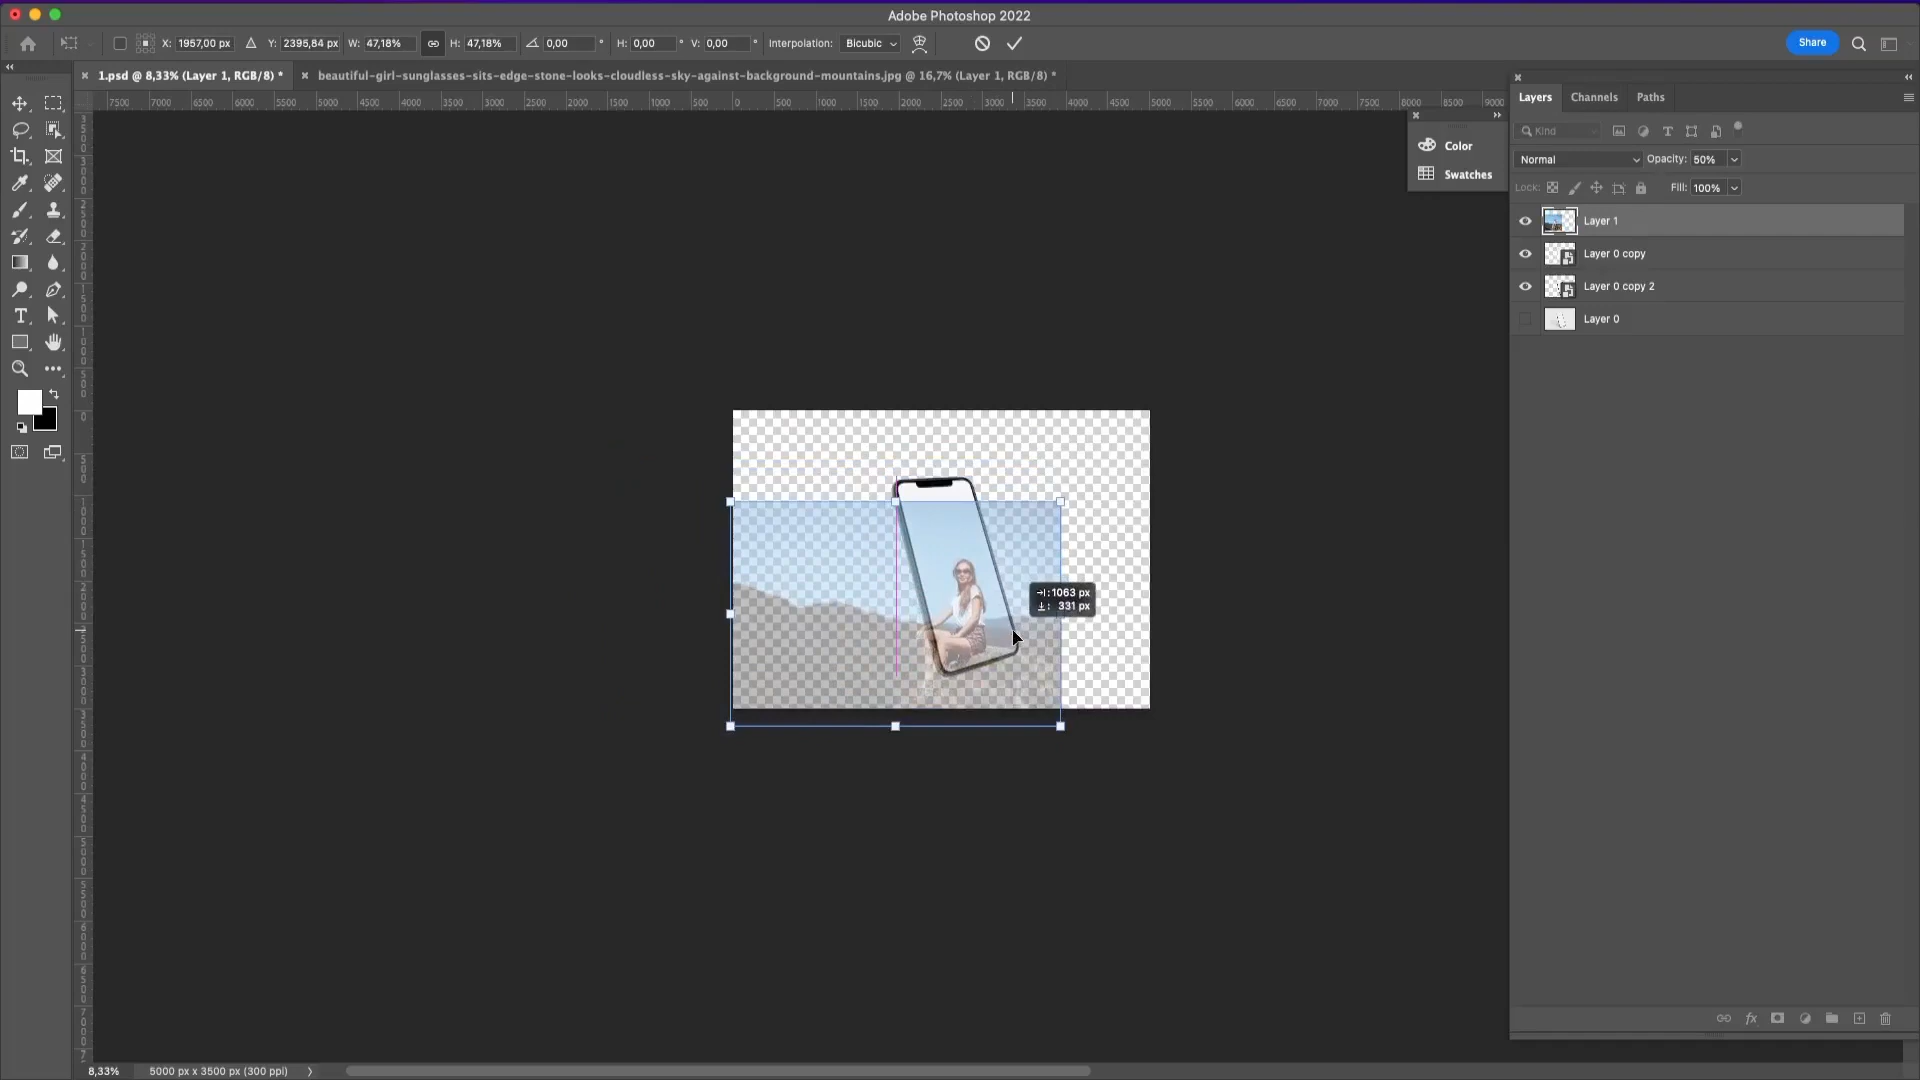 Adobe Photoshop 2022
X: 1957,00 px Y: 2395,84 px W: 47,18% H: 47,18% 0,00 ° H: 0,00 ° V: 0,00 ° Interpolation: Bicubic Share
1.psd @ 8,33% (Layer 1, RGB/8) * beautiful-girl-sunglasses-sits-edge-stone-looks-cloudless-sky-against-background-mountains.jpg @ 16,7% (Layer 1, RGB/8) *
7500 7000 6500 6000 5500 5000 4500 4000 3500 3000 2500 2000 1500 1000 500 0 500 1000 1500 2000 2500 3000 3500 4000 4500 5000 5500 6000 6500 7000 7500 8000 8500 9000
Layers Channels Paths
Kind
Color
Swatches
Normal Opacity: 50%
Lock: Fill: 100%
Layer 1
Layer 0 copy
Layer 0 copy 2
Layer 0
: 1063 px
: 331 px
8,33% 5000 px x 3500 px (300 ppi)